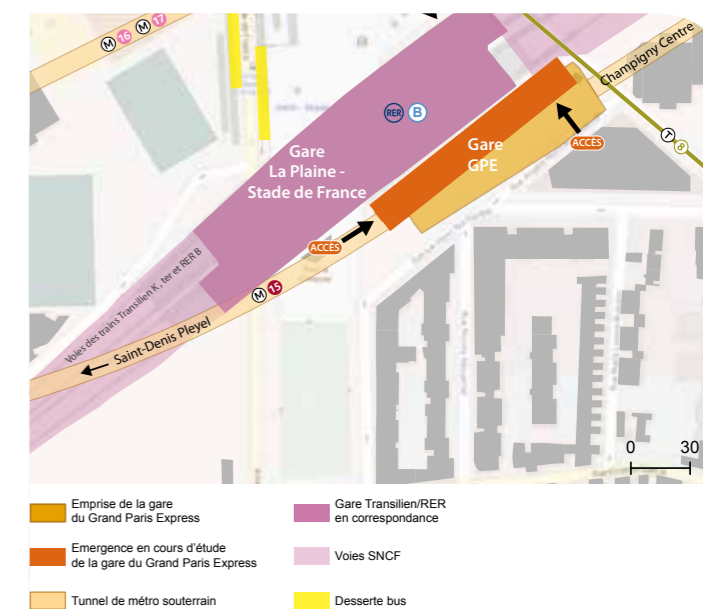 M 16 M 17
Champigny Centre
RER B
T 8
ACCÈS
Gare
La Plaine -
Stade de France
Gare
GPE
ACCÈS
M 15
Voies des trains Transilien K, ter et RER B
Saint-Denis Pleyel
0 30
Emprise de la gare
du Grand Paris Express
Gare Transilien/RER
en correspondance
Emergence en cours d'étude
de la gare du Grand Paris Express
Voies SNCF
Tunnel de métro souterrain
Desserte bus